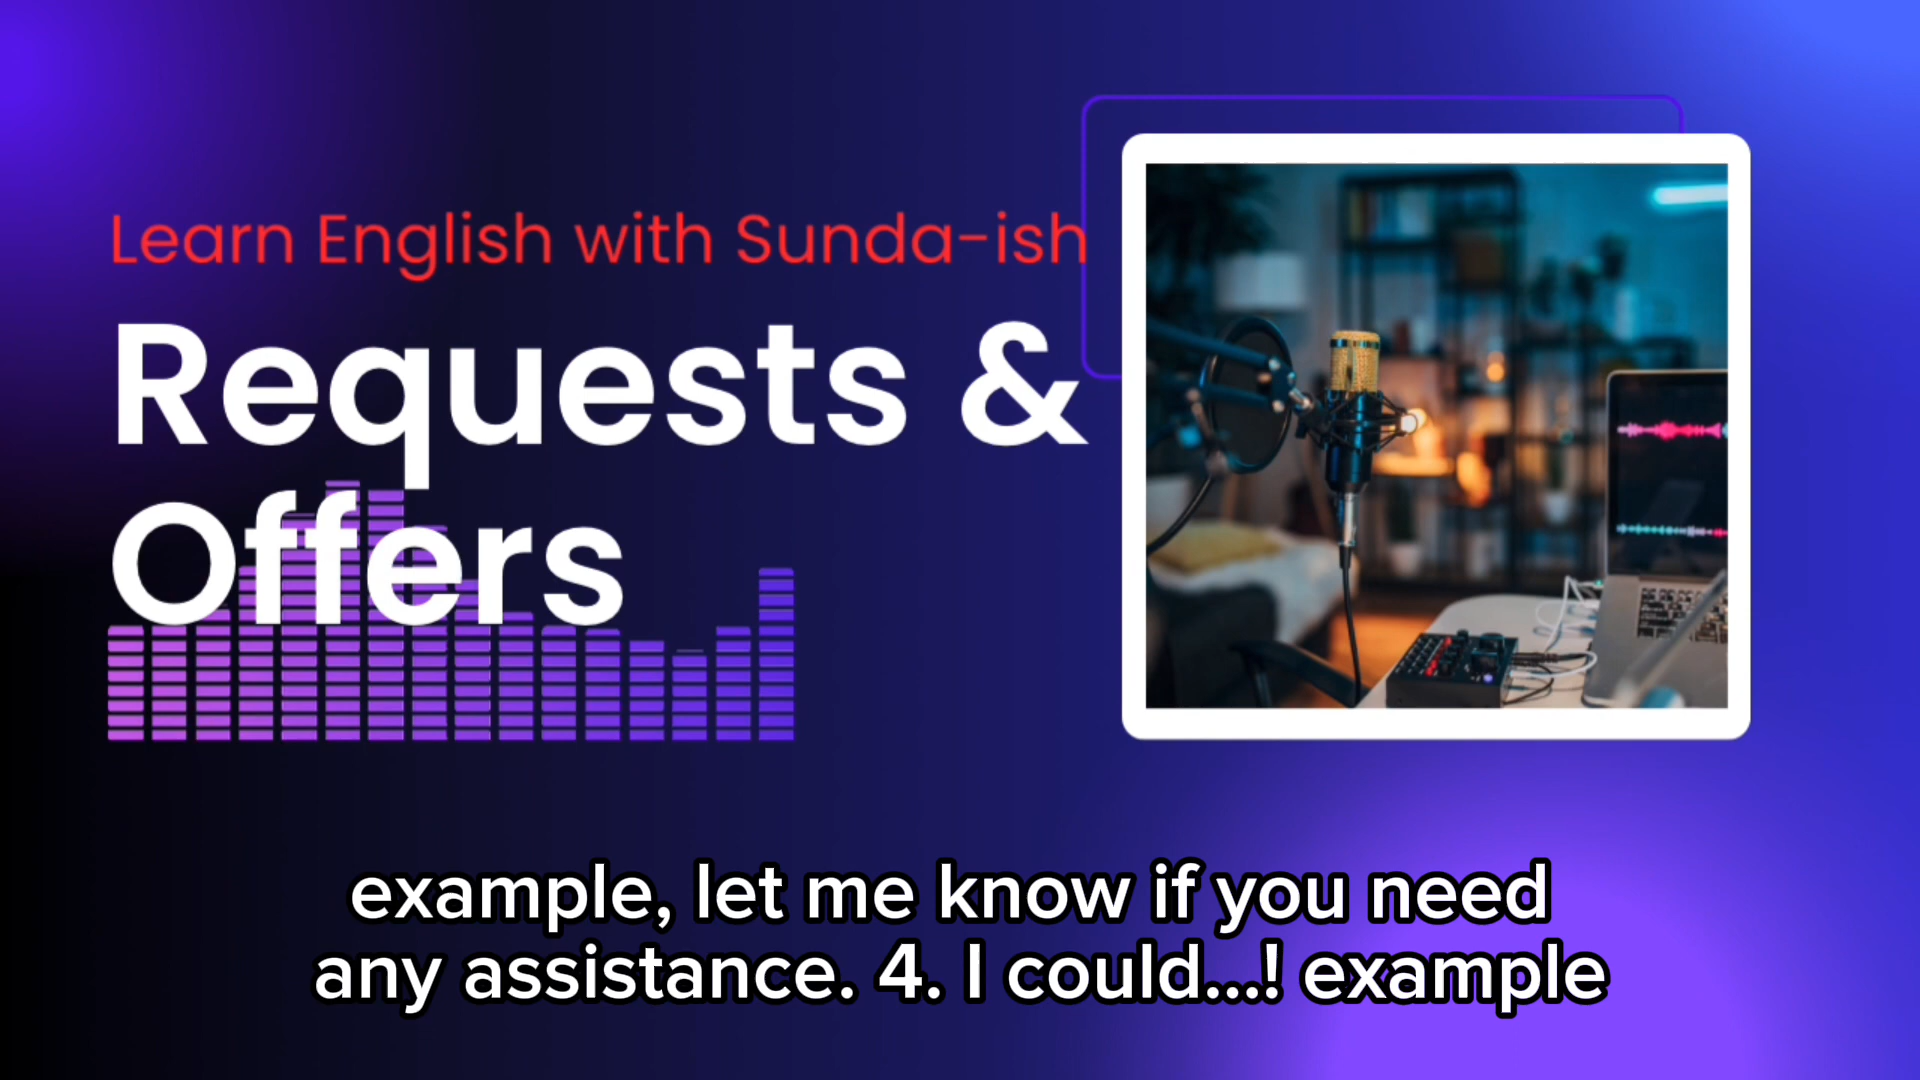 Learn English with Sunda-ish
Requests &
Offers
example, let me know if you need
any assistance. 4. I could...! example